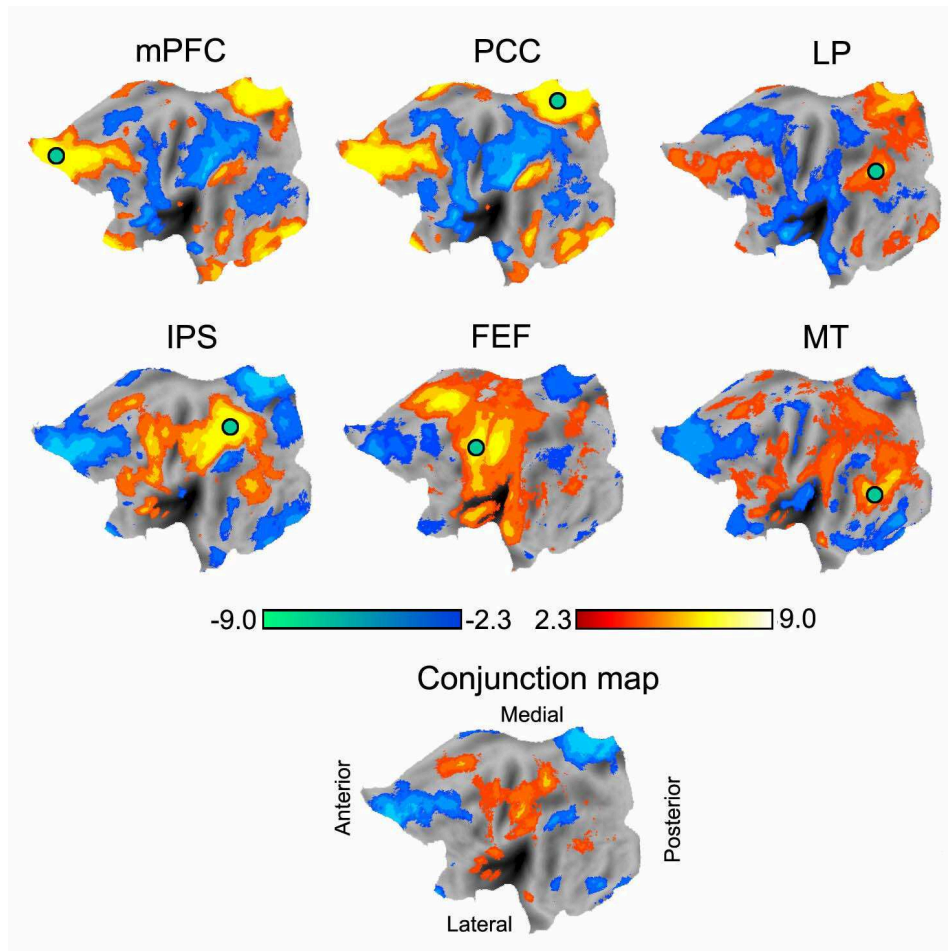 mPFC PCC LP
IPS FEF MT
-9.0 -2.3 2.3 9.0
Conjunction map
Medial
Anterior
Posterior
Lateral